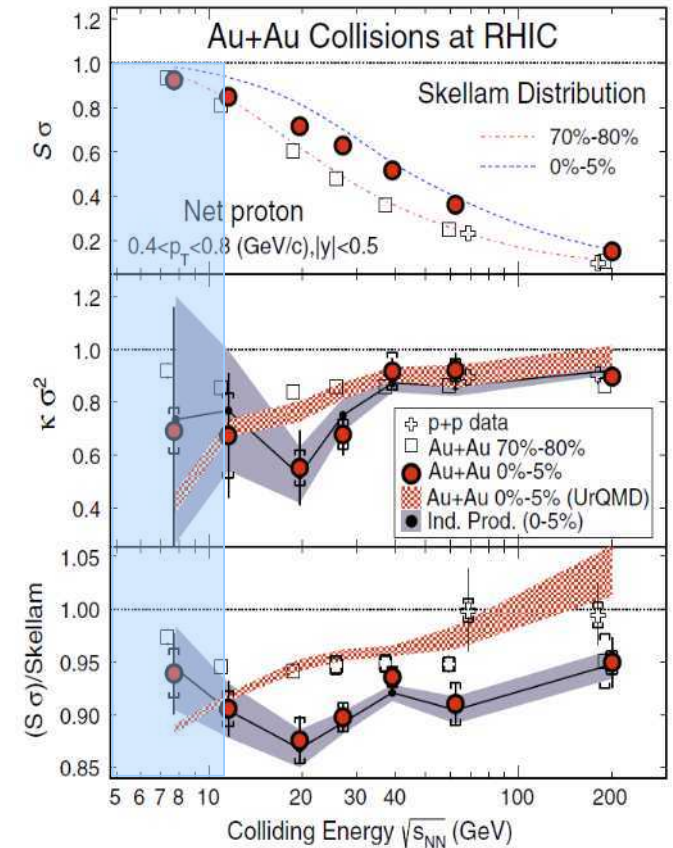 Au+Au Collisions at RHIC
1.2
1.0
0.8
0.6
0.4
0.2
S σ
Skellam Distribution
70%-80%
0%-5%
Net proton
0.4<p_T<0.8 (GeV/c),|y|<0.5
1.2
1.0
0.8
0.6
0.4
κ σ²
p+p data
Au+Au 70%-80%
Au+Au 0%-5%
Au+Au 0%-5% (UrQMD)
Ind. Prod. (0-5%)
1.05
1.00
0.95
0.90
0.85
(S σ)/Skellam
5 6 7 8 10 20 30 40 100 200
Colliding Energy √s_NN (GeV)